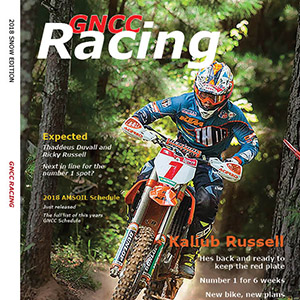 2018 SNOW EDITION
GNCC RACING
GNCC
Racing
Expected
Thaddeus Duvall and
Ricky Russell
Next in line for the
number 1 spot?
2018 AMSOIL Schedule
Just released
The full list of this years
GNCC Schedule
KTM
1
Kailub Russell
Hes back and ready to
keep the red plate
Number 1 for 6 weeks
New bike, new plans